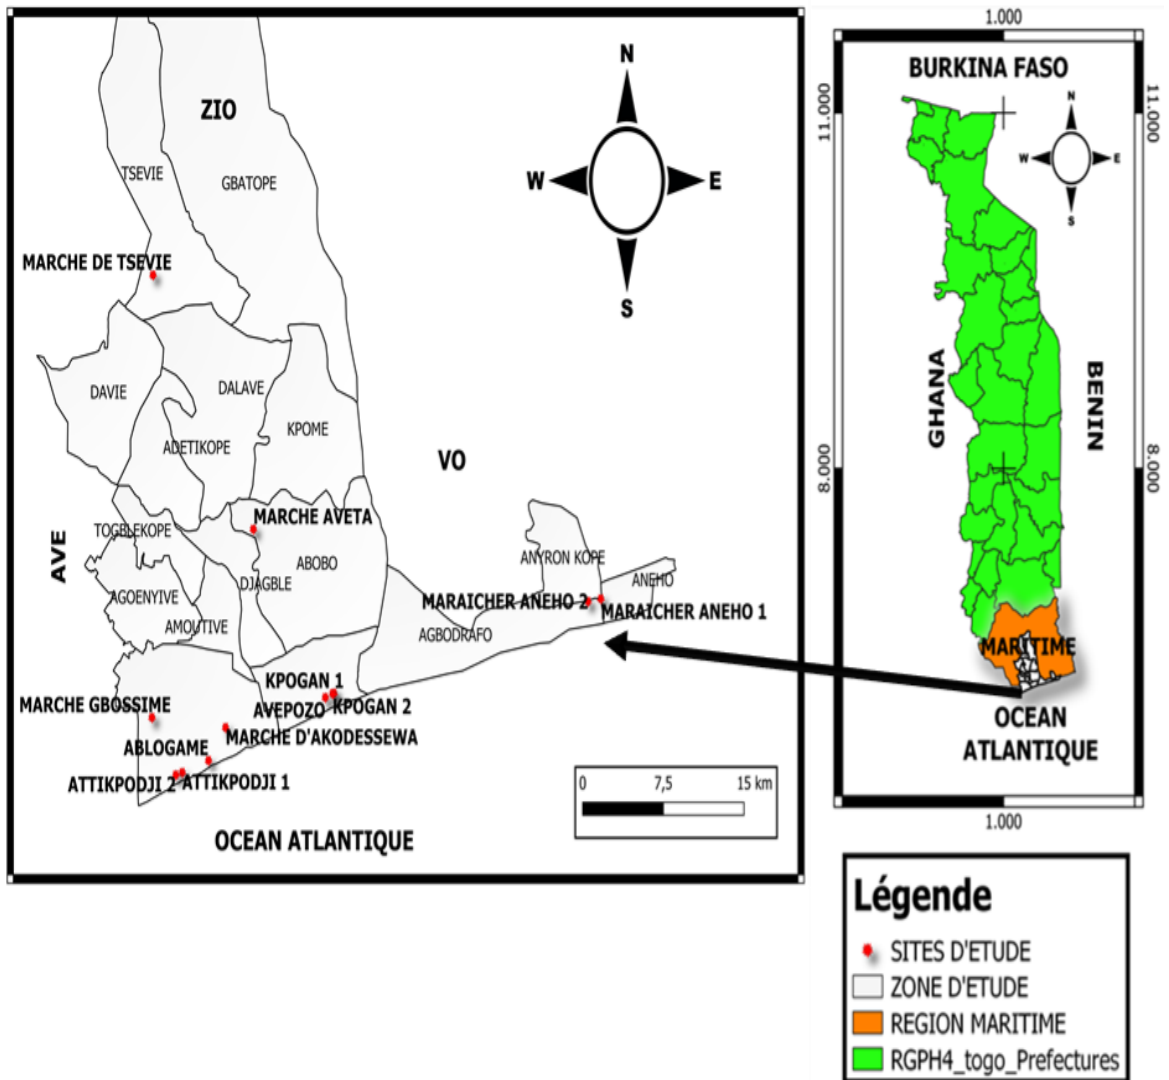 ZIO
N
W
E
S
TSEVIE
GBATOPE
MARCHE DE TSEVIE
DAVIE
DALAVE
ADETIKOPE
KPOME
VO
MARCHE AVETA
TOGBLEKOPE
AVE
ABOBO
ANYRON KOPE
DJAGBLE
ANEHO
AGOENYIVE
MARAICHER ANEHO 2
MARAICHER ANEHO 1
AMOUTIVE
AGBODRAFO
KPOGAN 1
MARCHE GBOSSIME
AVEPOZO
KPOGAN 2
MARCHE D'AKODESSEWA
ABLOGAME
ATTIKPODJI 2
ATTIKPODJI 1
0
7,5
15 km
OCEAN ATLANTIQUE
1.000
BURKINA FASO
11.000
11.000
N
W
E
S
GHANA
BENIN
8.000
8.000
MARITIME
OCEAN
ATLANTIQUE
1.000
Légende
SITES D'ETUDE
ZONE D'ETUDE
REGION MARITIME
RGPH4_togo_Prefectures